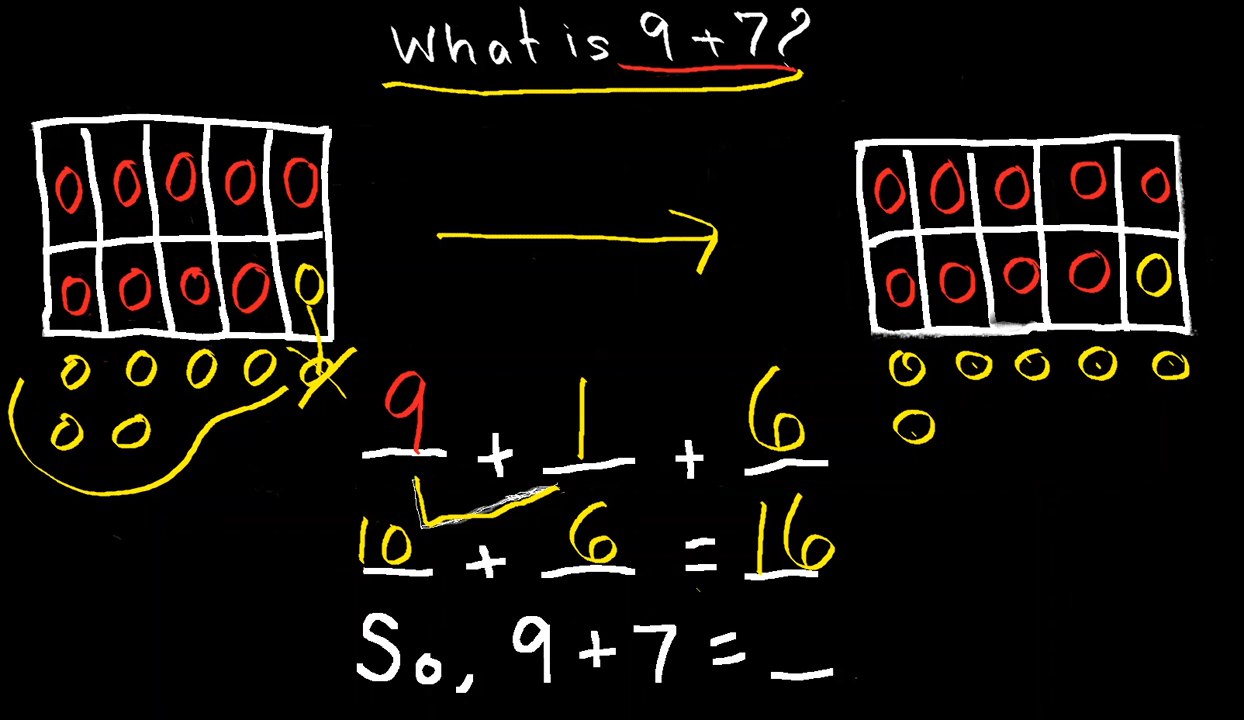 What is 9+7?
9 + 1 + 6
10 + 6 = 16
So, 9+7 = _